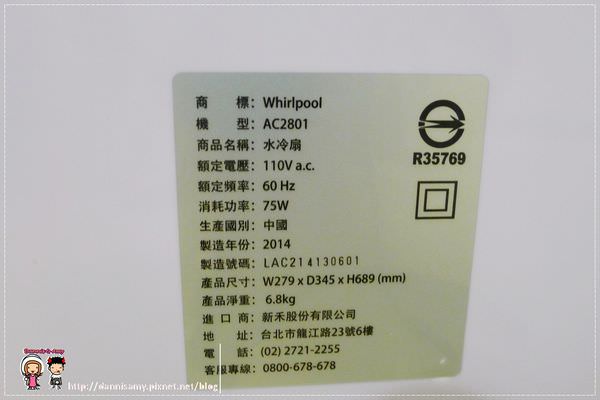 商 標：Whirlpool
機 型：AC2801
商品名稱：水冷扇
額定電壓：110V a.c.
額定頻率：60 Hz
消耗功率：75W
生產國別：中國
製造年份：2014
製造號碼：LAC214130601
產品尺寸：W279 x D345 x H689 (mm)
產品淨重：6.8kg
進 口 商：新禾股份有限公司
地 址：台北市龍江路23號6樓
電 話：(02) 2721-2255
客服專線：0800-678-678
R35769
Dannis & Amy
http://dannisamy.pixnet.net/blog